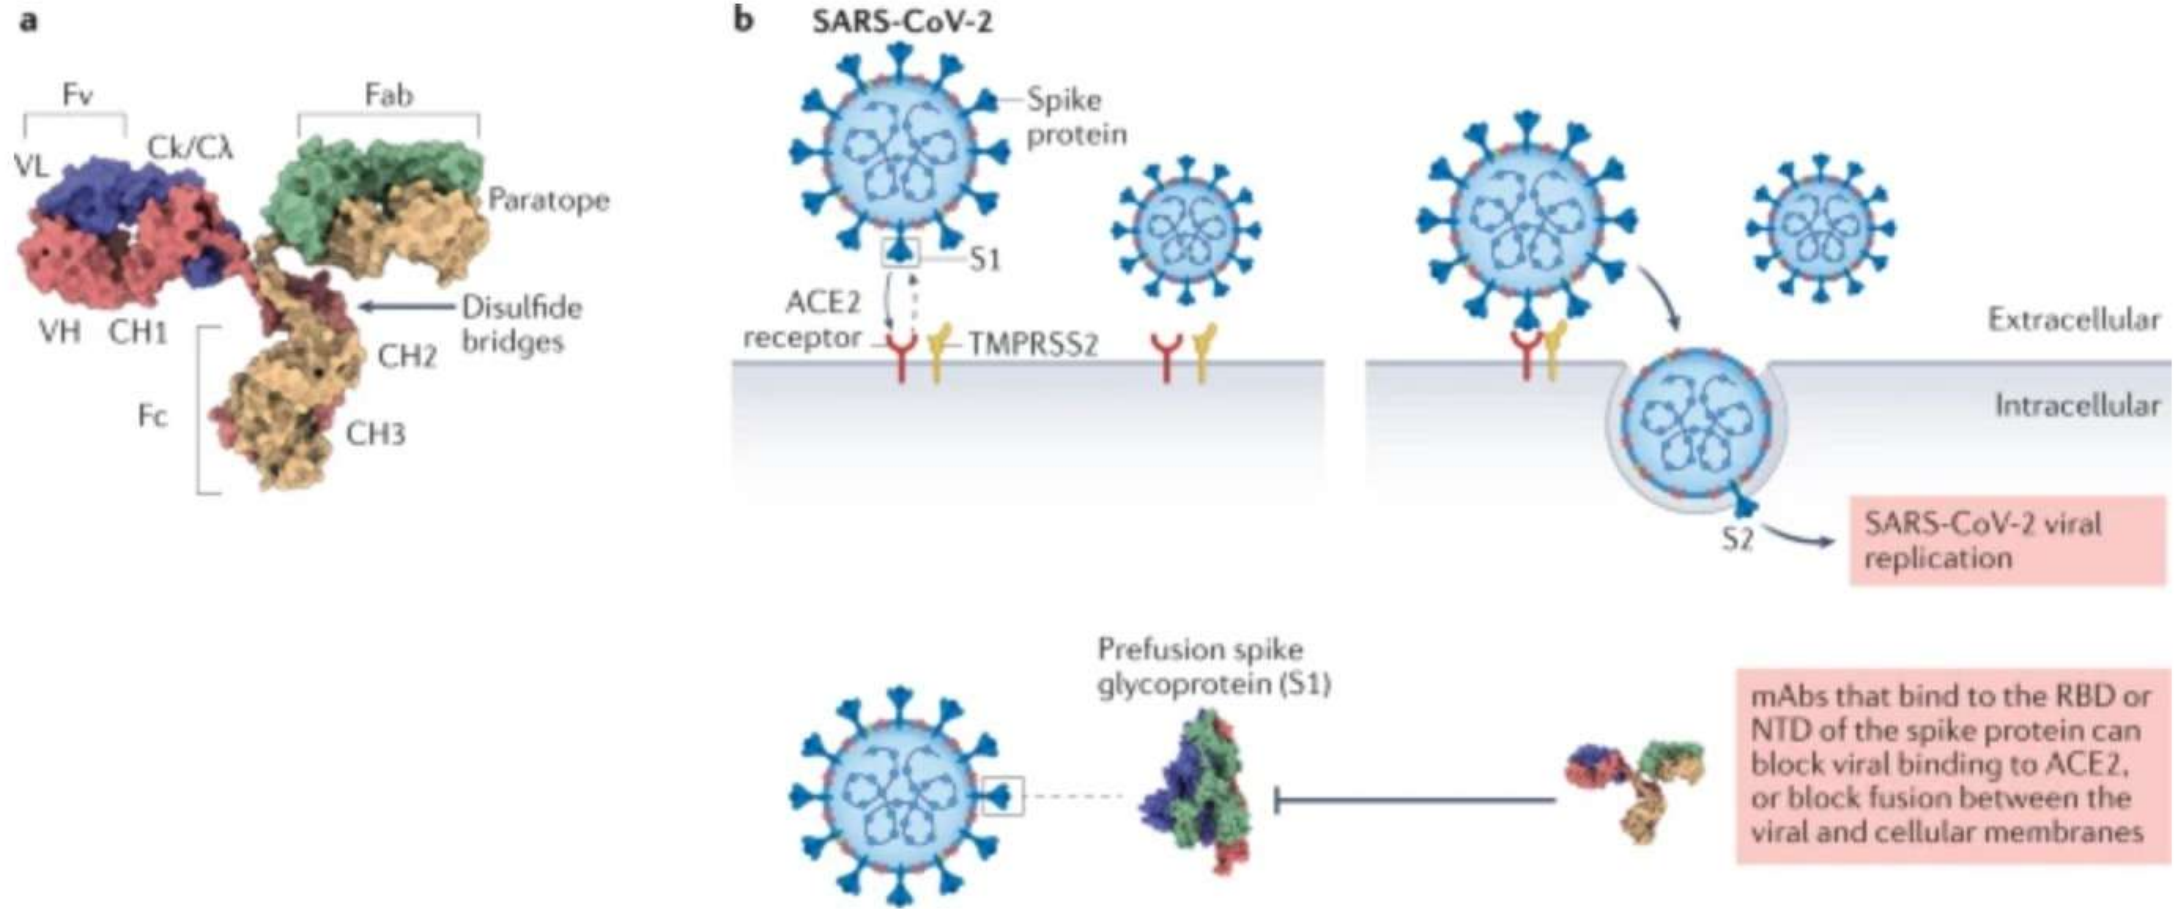 a
Fv
Fab
VL
Ck/Cλ
Paratope
VH
CH1
Disulfide
bridges
CH2
Fc
CH3
b
SARS-CoV-2
Spike
protein
S1
ACE2
receptor
TMPRSS2
Extracellular
Intracellular
S2
SARS-CoV-2 viral
replication
Prefusion spike
glycoprotein (S1)
mAbs that bind to the RBD or
NTD of the spike protein can
block viral binding to ACE2,
or block fusion between the
viral and cellular membranes